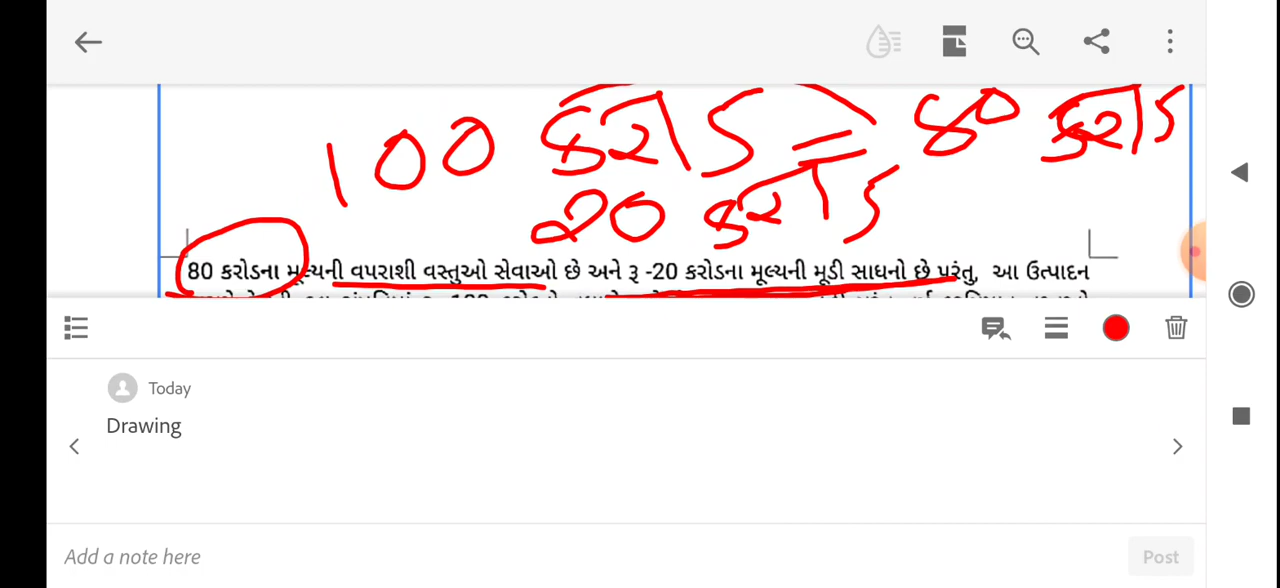 100 કરોડ = 80 કરોડ
20 કરોડ
80 કરોડના મૂલ્યની વપરાશી વસ્તુઓ સેવાઓ છે અને રૂ -20 કરોડના મૂલ્યની મૂડી સાધનો છે પરંતુ, આ ઉત્પાદન
Today
Drawing
Add a note here
Post